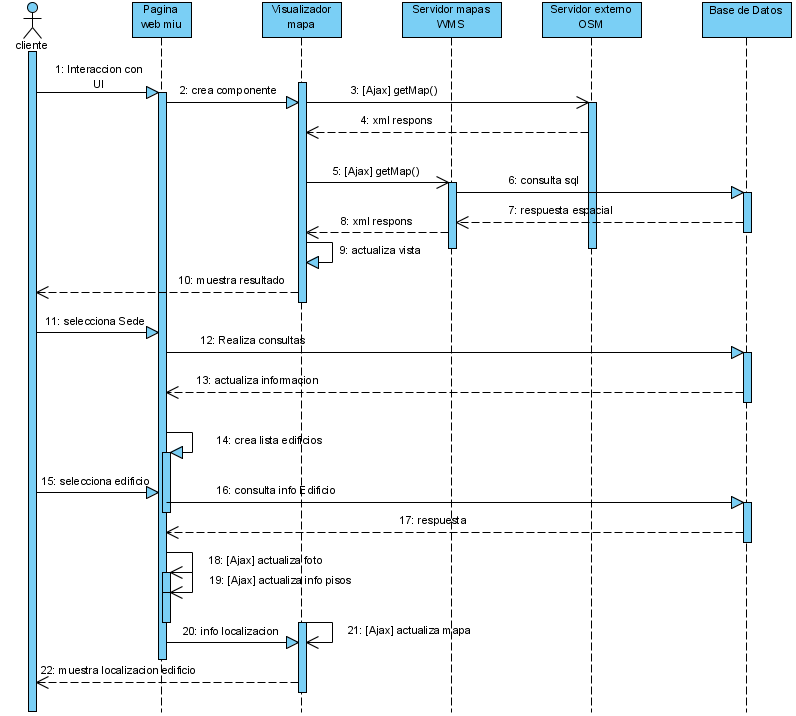 Pagina
web miu
Visualizador
mapa
Servidor mapas
WMS
Servidor externo
OSM
Base de Datos
cliente
1: Interaccion con
UI
2: crea componente
3: [Ajax] getMap()
4: xml respons
5: [Ajax] getMap()
6: consulta sql
7: respuesta espacial
8: xml respons
9: actualiza vista
10: muestra resultado
11: selecciona Sede
12: Realiza consultas
13: actualiza informacion
14: crea lista edificios
15: selecciona edificio
16: consulta info Edificio
17: respuesta
18: [Ajax] actualiza foto
19: [Ajax] actualiza info pisos
20: info localizacion
21: [Ajax] actualiza mapa
22: muestra localizacion edificio